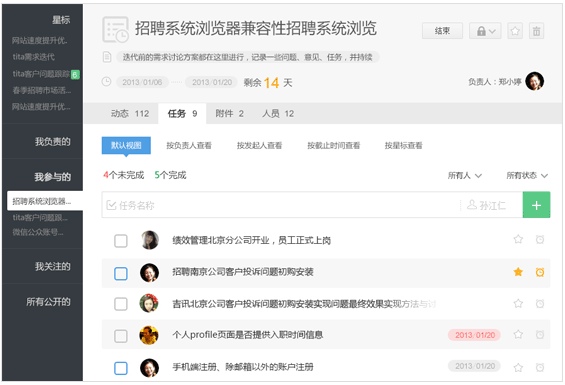 星标
网站速度提升优..
tita需求迭代
tita客户问题跟踪 6
春季招聘市场活...
网站速度提升优...
我负责的
我参与的
招聘系统浏览器...
tita客户问题跟...
微信公众账号...
我关注的
所有公开的
招聘系统浏览器兼容性招聘系统浏览
结束
迭代前的需求讨论方案都在这里进行，记录一些问题、意见、任务，并持续
2013. 01/06 ···· 2013. 01/20 剩余 14 天
负责人：郑小婷
动态 112 任务 9 附件 2 人员 12
默认视图 按负责人查看 按发起人查看 按截止时间查看 按星标查看
4个未完成 5个完成 所有人 所有状态
任务名称 孙江仁 +
绩效管理北京分公司开业，员工正式上岗
招聘南京公司客户投诉问题初购安装
吉讯北京公司客户投诉问题初购安装实现问题最终效果实现方法与
个人profile页面是否提供入职时间信息 2013. 01/20
手机端注册、除邮箱以外的账户注册 2013. 01/20